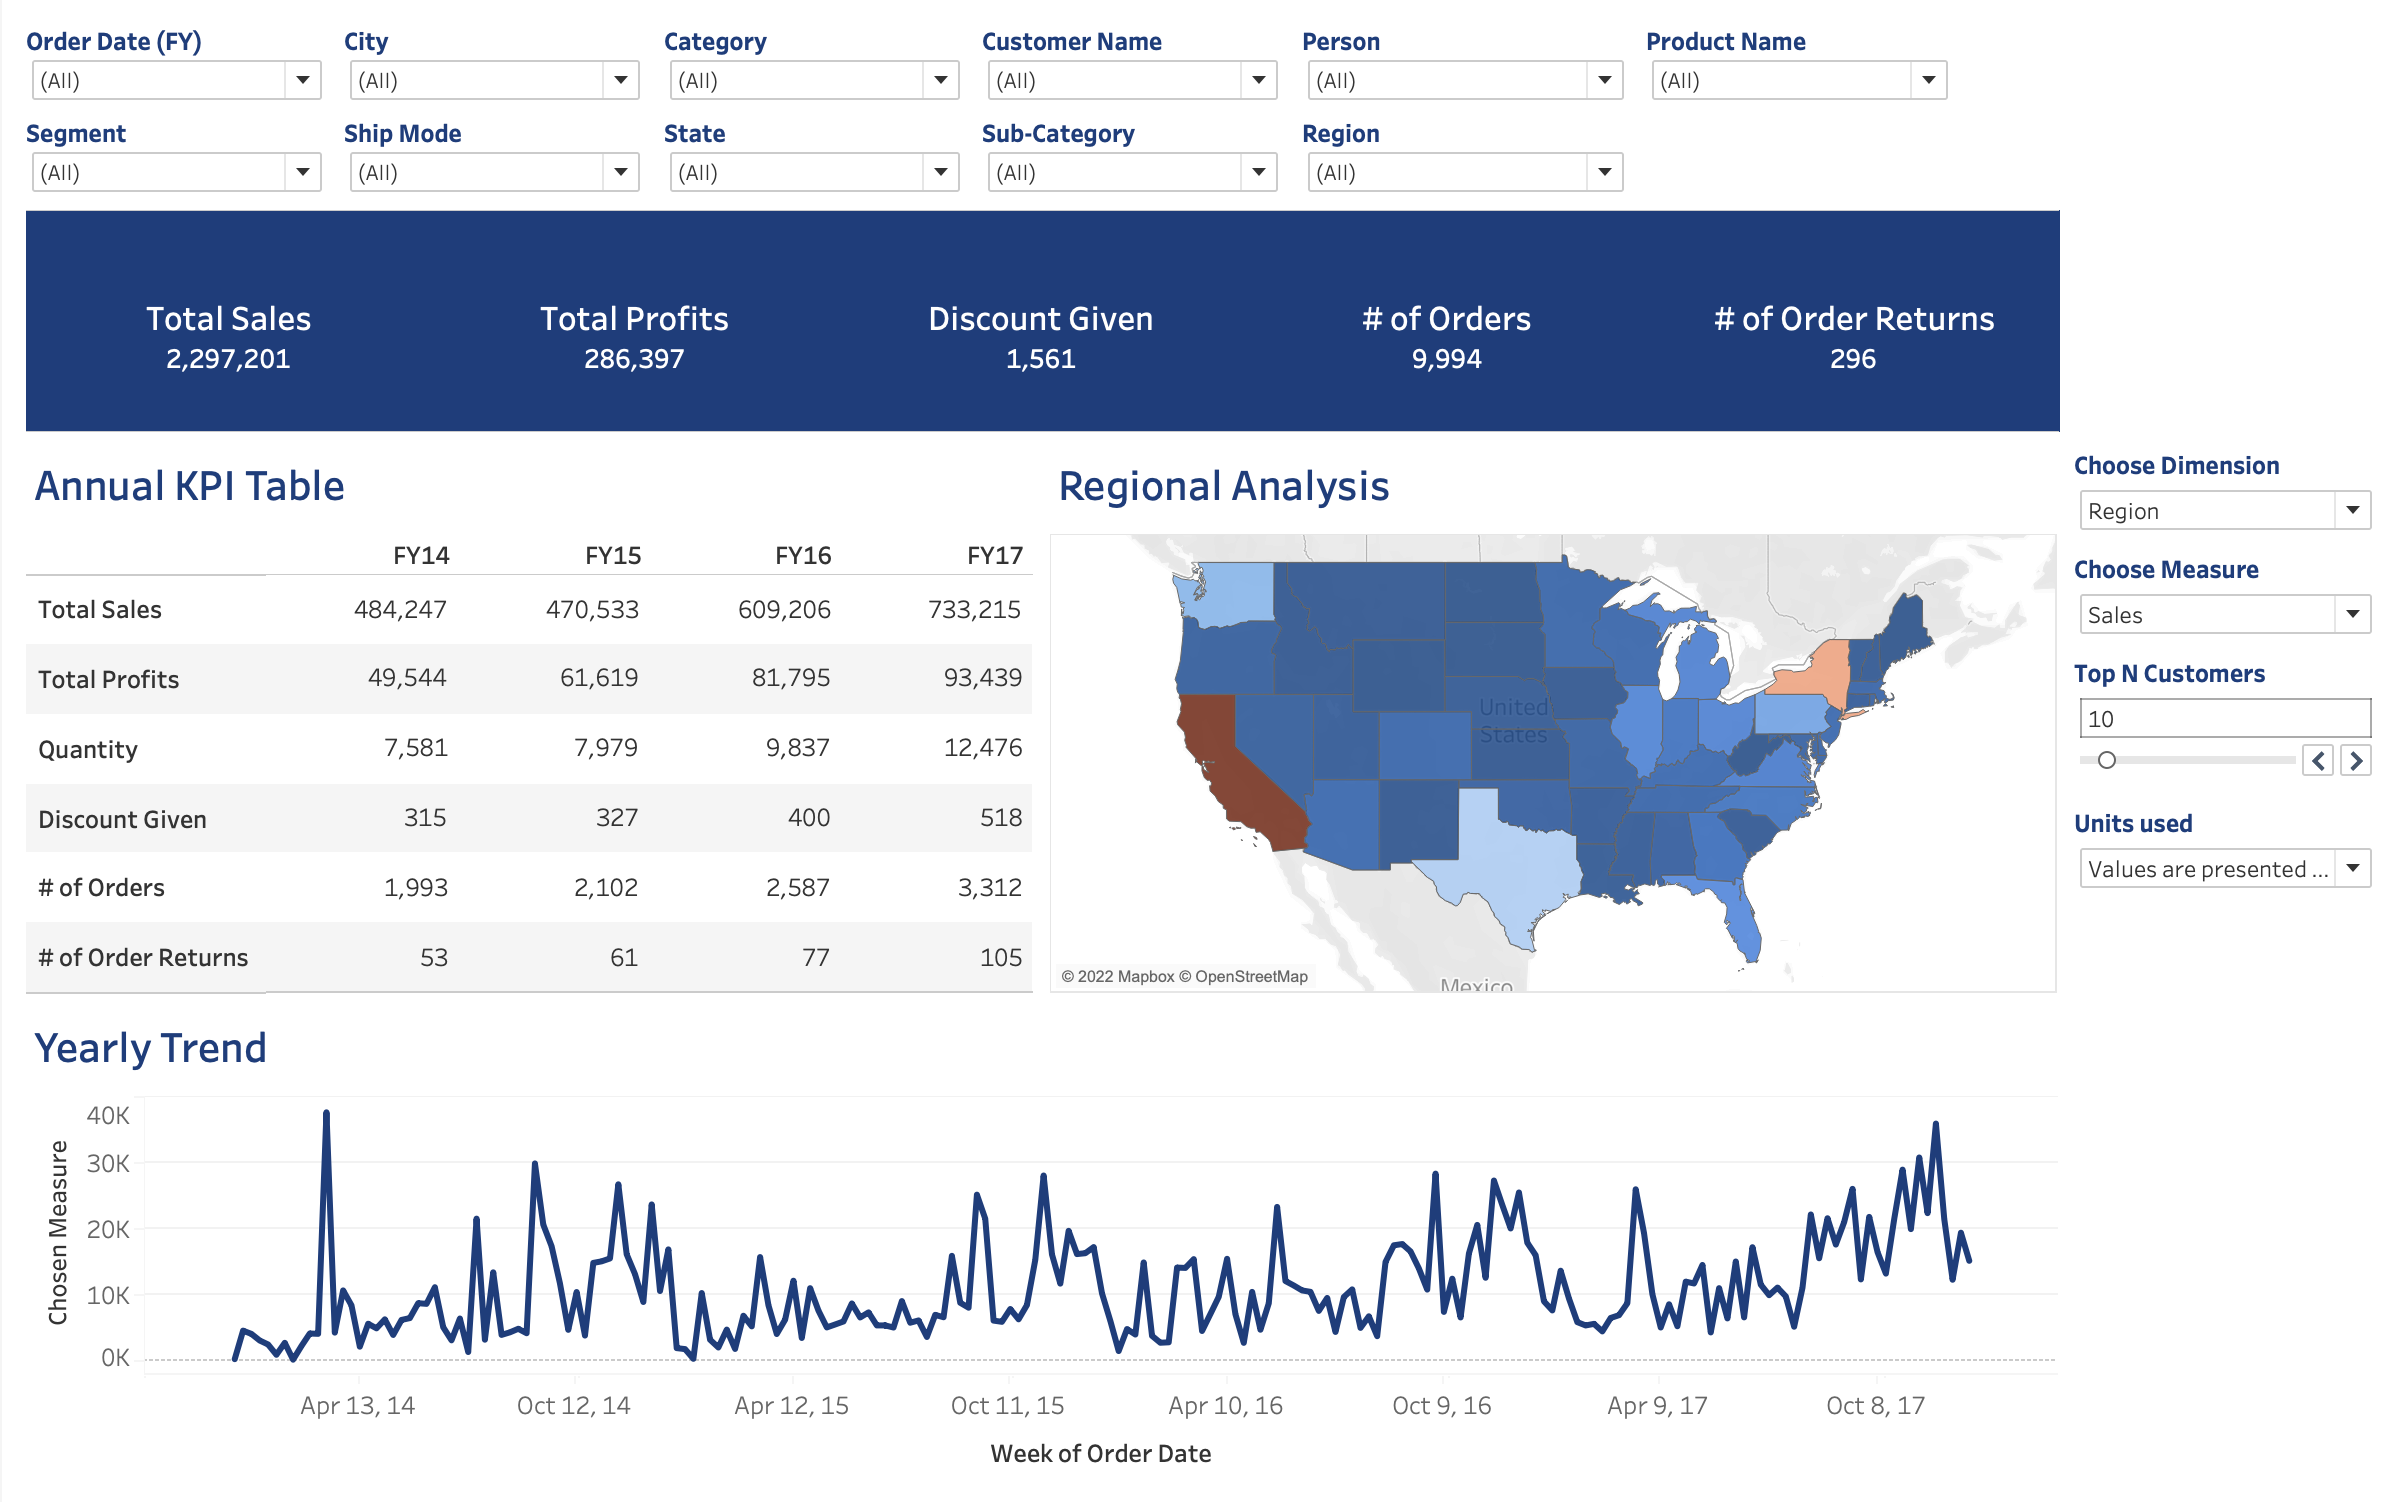 Order Date (FY) City Category Customer Name Person Product Name
(All) (All) (All) (All) (All) (All)
Segment Ship Mode State Sub-Category Region
(All) (All) (All) (All) (All)
Total Sales Total Profits Discount Given # of Orders # of Order Returns
2,297,201 286,397 1,561 9,994 296
Annual KPI Table
FY14 FY15 FY16 FY17
Total Sales 484,247 470,533 609,206 733,215
Total Profits 49,544 61,619 81,795 93,439
Quantity 7,581 7,979 9,837 12,476
Discount Given 315 327 400 518
# of Orders 1,993 2,102 2,587 3,312
# of Order Returns 53 61 77 105
Regional Analysis
United
States
Mexico
© 2022 Mapbox © OpenStreetMap
Choose Dimension
Region
Choose Measure
Sales
Top N Customers
10
Units used
Values are presented ...
Yearly Trend
Chosen Measure
40K
30K
20K
10K
0K
Apr 13, 14 Oct 12, 14 Apr 12, 15 Oct 11, 15 Apr 10, 16 Oct 9, 16 Apr 9, 17 Oct 8, 17
Week of Order Date